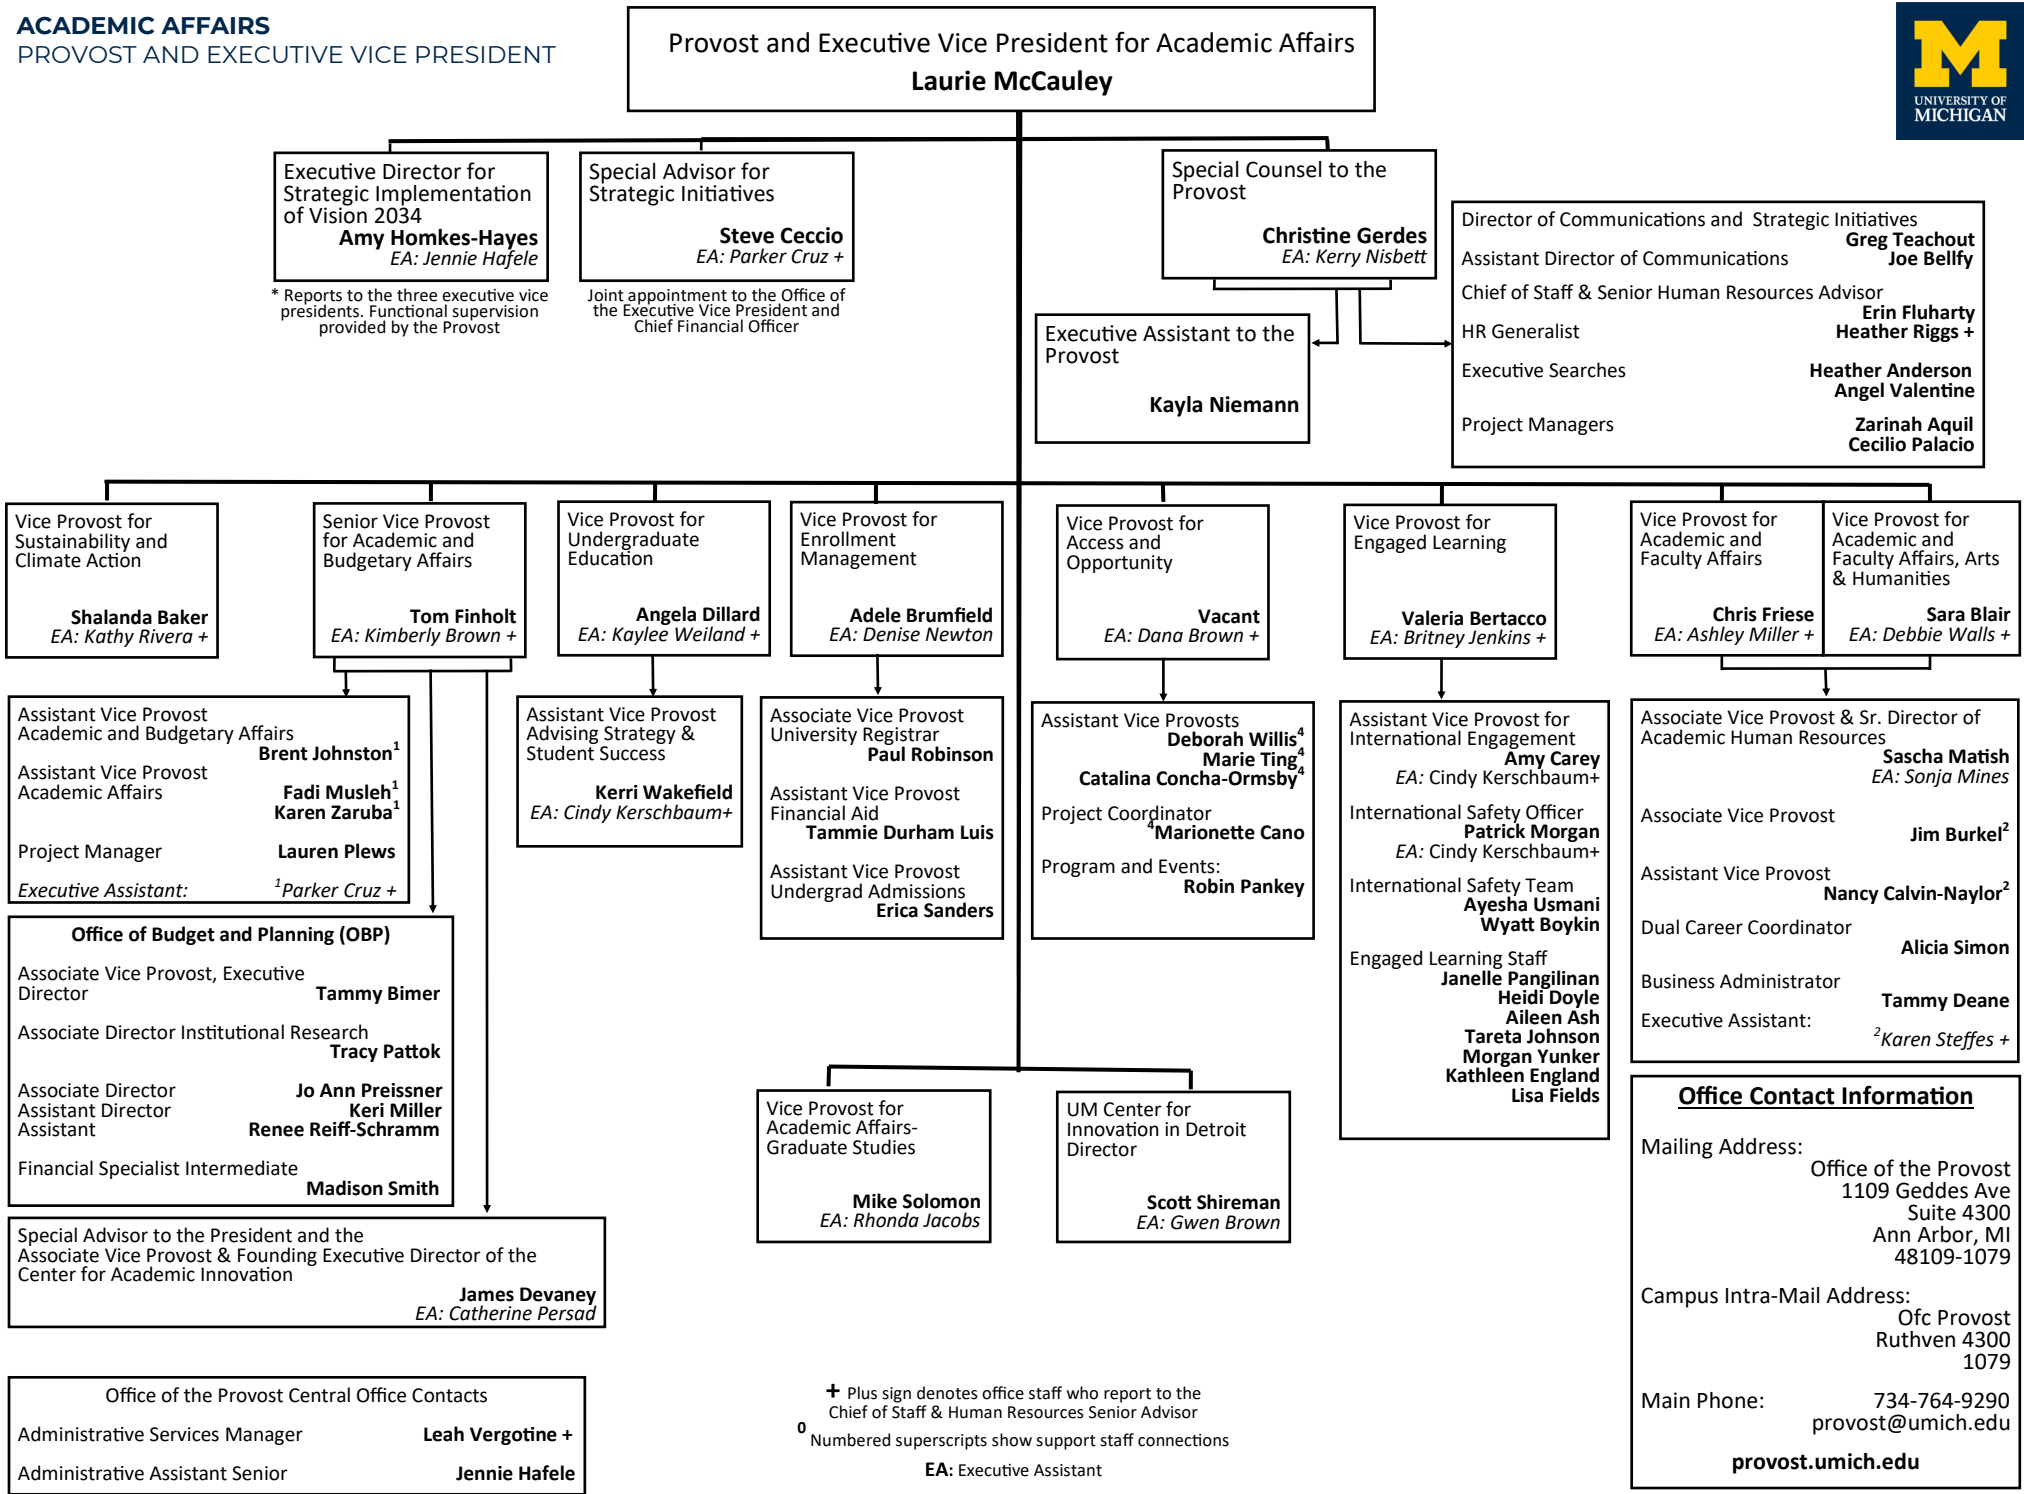 ACADEMIC AFFAIRS
PROVOST AND EXECUTIVE VICE PRESIDENT
Provost and Executive Vice President for Academic Affairs
Laurie McCauley
M
UNIVERSITY OF
MICHIGAN
Executive Director for
Strategic Implementation
of Vision 2034
Amy Homkes-Hayes
EA: Jennie Hafele
* Reports to the three executive vice
presidents. Functional supervision
provided by the Provost
Special Advisor for
Strategic Initiatives
Steve Ceccio
EA: Parker Cruz +
Joint appointment to the Office of
the Executive Vice President and
Chief Financial Officer
Special Counsel to the
Provost
Christine Gerdes
EA: Kerry Nisbett
Executive Assistant to the
Provost
Kayla Niemann
Director of Communications and Strategic Initiatives
Greg Teachout
Assistant Director of Communications Joe Bellfy
Chief of Staff & Senior Human Resources Advisor
Erin Fluharty
HR Generalist Heather Riggs +
Executive Searches Heather Anderson
Angel Valentine
Project Managers Zarinah Aquil
Cecilio Palacio
Vice Provost for
Sustainability and
Climate Action
Shalanda Baker
EA: Kathy Rivera +
Senior Vice Provost
for Academic and
Budgetary Affairs
Tom Finholt
EA: Kimberly Brown +
Vice Provost for
Undergraduate
Education
Angela Dillard
EA: Kaylee Weiland +
Vice Provost for
Enrollment
Management
Adele Brumfield
EA: Denise Newton
Vice Provost for
Access and
Opportunity
Vacant
EA: Dana Brown +
Vice Provost for
Engaged Learning
Valeria Bertacco
EA: Britney Jenkins +
Vice Provost for
Academic and
Faculty Affairs
Chris Friese
EA: Ashley Miller +
Vice Provost for
Academic and
Faculty Affairs, Arts
& Humanities
Sara Blair
EA: Debbie Walls +
Assistant Vice Provost
Academic and Budgetary Affairs
Brent Johnston1
Assistant Vice Provost
Academic Affairs Fadi Musleh1
Karen Zaruba1
Project Manager Lauren Plews
Executive Assistant: 1Parker Cruz +
Office of Budget and Planning (OBP)
Associate Vice Provost, Executive
Director Tammy Bimer
Associate Director Institutional Research
Tracy Pattok
Associate Director Jo Ann Preissner
Assistant Director Keri Miller
Assistant Renee Reiff-Schramm
Financial Specialist Intermediate
Madison Smith
Special Advisor to the President and the
Associate Vice Provost & Founding Executive Director of the
Center for Academic Innovation
James Devaney
EA: Catherine Persad
Assistant Vice Provost
Advising Strategy &
Student Success
Kerri Wakefield
EA: Cindy Kerschbaum+
Associate Vice Provost
University Registrar
Paul Robinson
Assistant Vice Provost
Financial Aid
Tammie Durham Luis
Assistant Vice Provost
Undergrad Admissions
Erica Sanders
Assistant Vice Provosts
Deborah Willis4
Marie Ting4
Catalina Concha-Ormsby4
Project Coordinator
4Marionette Cano
Program and Events:
Robin Pankey
Assistant Vice Provost for
International Engagement
Amy Carey
EA: Cindy Kerschbaum+
International Safety Officer
Patrick Morgan
EA: Cindy Kerschbaum+
International Safety Team
Ayesha Usmani
Wyatt Boykin
Engaged Learning Staff
Janelle Pangilinan
Heidi Doyle
Aileen Ash
Tareta Johnson
Morgan Yunker
Kathleen England
Lisa Fields
Associate Vice Provost & Sr. Director of
Academic Human Resources
Sascha Matish
EA: Sonja Mines
Associate Vice Provost
Jim Burkel2
Assistant Vice Provost
Nancy Calvin-Naylor2
Dual Career Coordinator
Alicia Simon
Business Administrator
Tammy Deane
Executive Assistant:
2Karen Steffes +
Vice Provost for
Academic Affairs-
Graduate Studies
Mike Solomon
EA: Rhonda Jacobs
UM Center for
Innovation in Detroit
Director
Scott Shireman
EA: Gwen Brown
Office Contact Information
Mailing Address:
Office of the Provost
1109 Geddes Ave
Suite 4300
Ann Arbor, MI
48109-1079
Campus Intra-Mail Address:
Ofc Provost
Ruthven 4300
1079
Main Phone: 734-764-9290
provost@umich.edu
provost.umich.edu
Office of the Provost Central Office Contacts
Administrative Services Manager Leah Vergotine +
Administrative Assistant Senior Jennie Hafele
+ Plus sign denotes office staff who report to the
Chief of Staff & Human Resources Senior Advisor
0 Numbered superscripts show support staff connections
EA: Executive Assistant